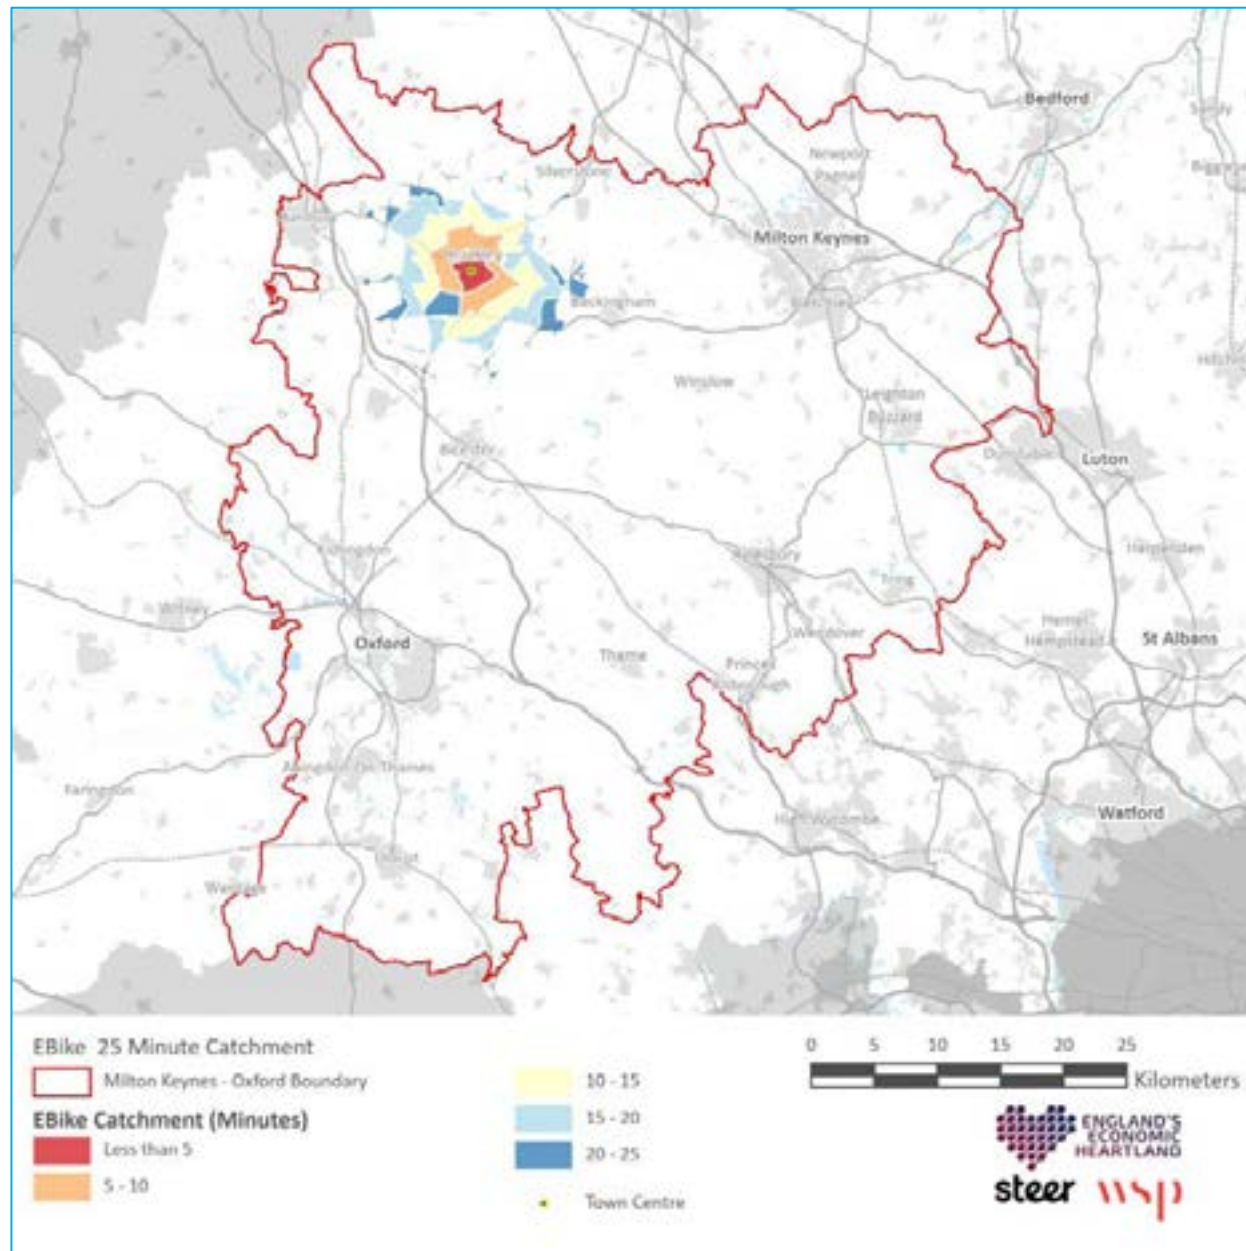 Bedford
Sandy
Newport
Pagnell
Silverstone
Milton Keynes
Buckingham
Bletchley
Hitchin
Winslow
Leighton
Buzzard
Bicester
Dunstable
Luton
Kidlington
Aylesbury
Harpenden
Tring
Witney
Oxford
Wendover
Hemel
Hempstead
St Albans
Thame
Princes
Risborough
Abingdon-On-Thames
Faringdon
High Wycombe
Watford
Didcot
Wantage
EBike 25 Minute Catchment
Milton Keynes - Oxford Boundary
EBike Catchment (Minutes)
Less than 5
5 - 10
10 - 15
15 - 20
20 - 25
Town Centre
0 5 10 15 20 25
Kilometers
ENGLAND'S
ECONOMIC
HEARTLAND
steer wsp